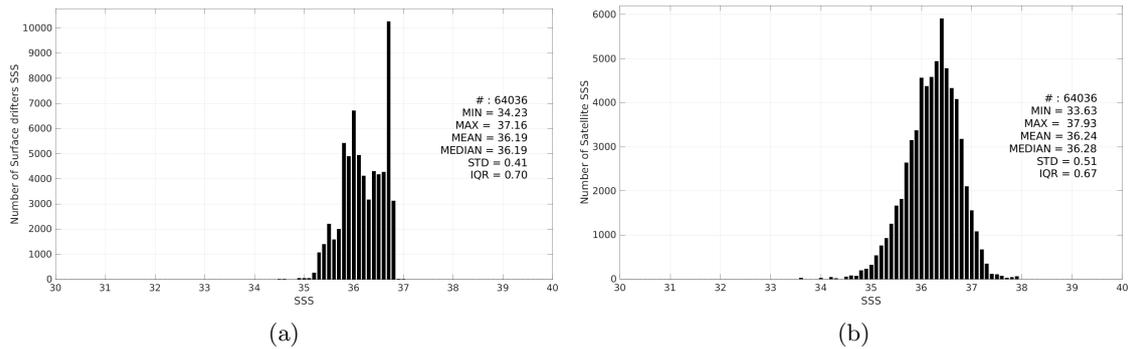 Number of Surface drifters SSS
10000
9000
8000
7000
6000
5000
4000
3000
2000
1000
0
# : 64036
MIN = 34.23
MAX = 37.16
MEAN = 36.19
MEDIAN = 36.19
STD = 0.41
IQR = 0.70
30 31 32 33 34 35 36 37 38 39 40
SSS
(a)
Number of Satellite SSS
6000
5000
4000
3000
2000
1000
0
# : 64036
MIN = 33.63
MAX = 37.93
MEAN = 36.24
MEDIAN = 36.28
STD = 0.51
IQR = 0.67
30 31 32 33 34 35 36 37 38 39 40
SSS
(b)